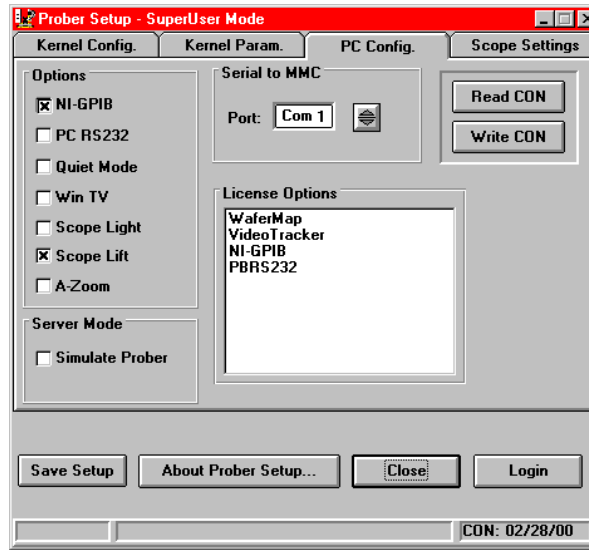 Prober Setup - SuperUser Mode
Kernel Config.
Kernel Param.
PC Config.
Scope Settings
Options
NI-GPIB
PC RS232
Quiet Mode
Win TV
Scope Light
Scope Lift
A-Zoom
Server Mode
Simulate Prober
Serial to MMC
Port: Com 1
Read CON
Write CON
License Options
WaferMap
VideoTracker
NI-GPIB
PBRS232
Save Setup
About Prober Setup...
Close
Login
CON: 02/28/00